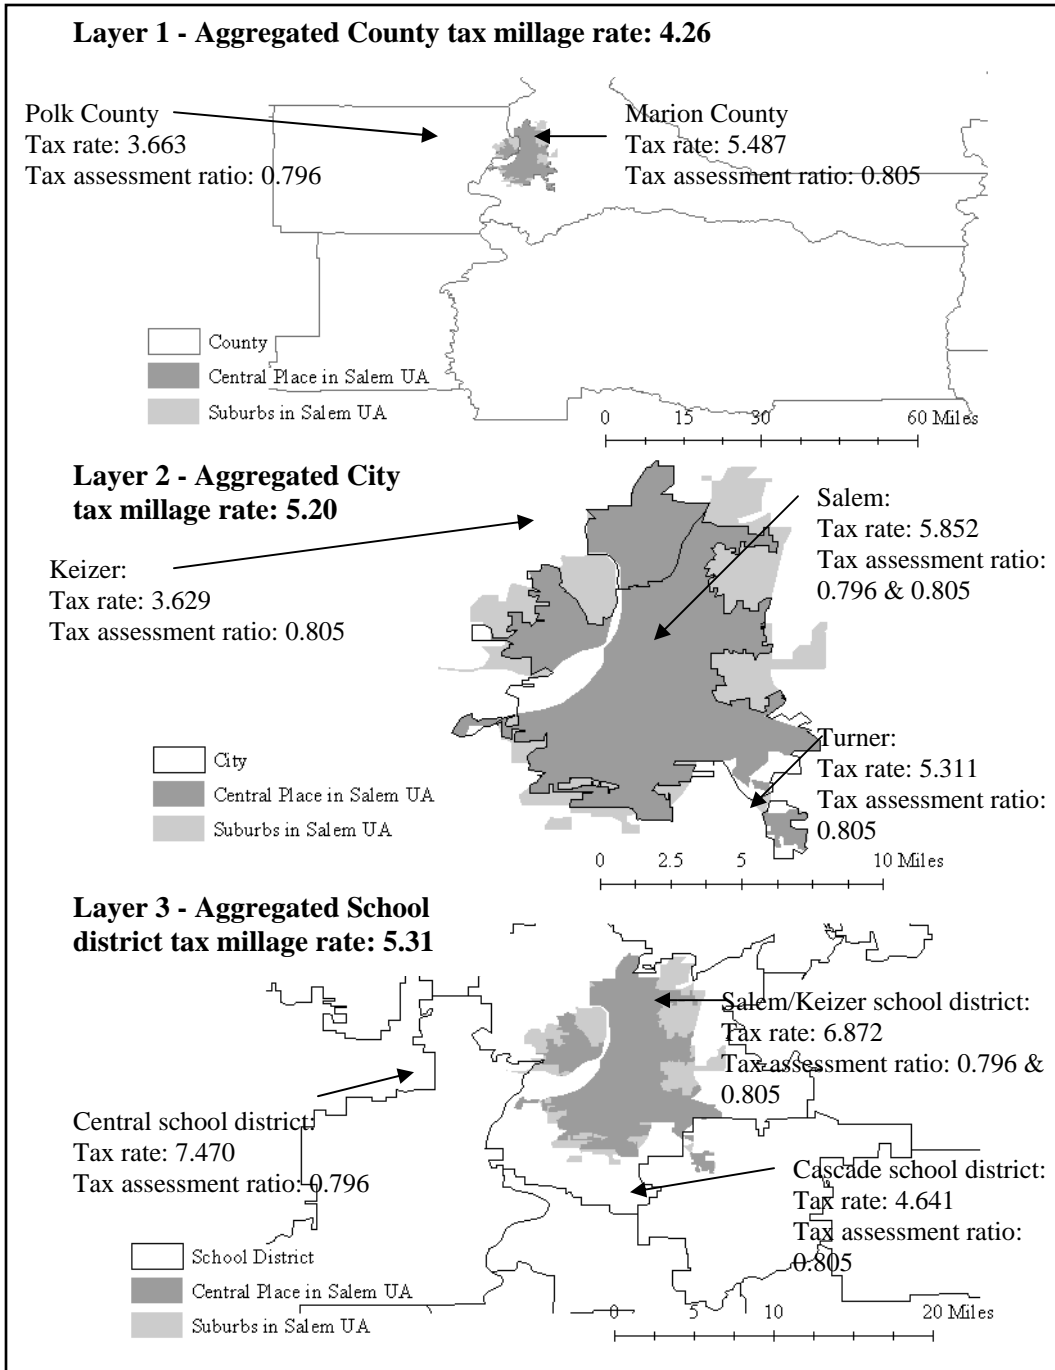 Layer 1 - Aggregated County tax millage rate: 4.26
Polk County
Tax rate: 3.663
Tax assessment ratio: 0.796
Marion County
Tax rate: 5.487
Tax assessment ratio: 0.805
County
Central Place in Salem UA
Suburbs in Salem UA
0 15 30 60 Miles
Layer 2 - Aggregated City
tax millage rate: 5.20
Keizer:
Tax rate: 3.629
Tax assessment ratio: 0.805
Salem:
Tax rate: 5.852
Tax assessment ratio:
0.796 & 0.805
Turner:
Tax rate: 5.311
Tax assessment ratio:
0.805
City
Central Place in Salem UA
Suburbs in Salem UA
0 2.5 5 10 Miles
Layer 3 - Aggregated School
district tax millage rate: 5.31
Salem/Keizer school district:
Tax rate: 6.872
Tax assessment ratio: 0.796 &
0.805
Central school district:
Tax rate: 7.470
Tax assessment ratio: 0.796
Cascade school district:
Tax rate: 4.641
Tax assessment ratio:
0.805
School District
Central Place in Salem UA
Suburbs in Salem UA
0 5 10 20 Miles